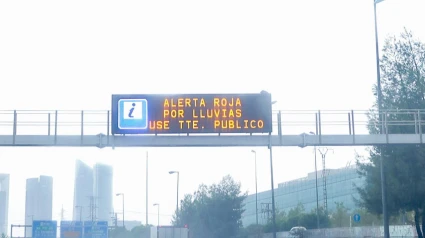 i
ALERTA ROJA
POR LLUVIAS
USE TTE. PUBLICO